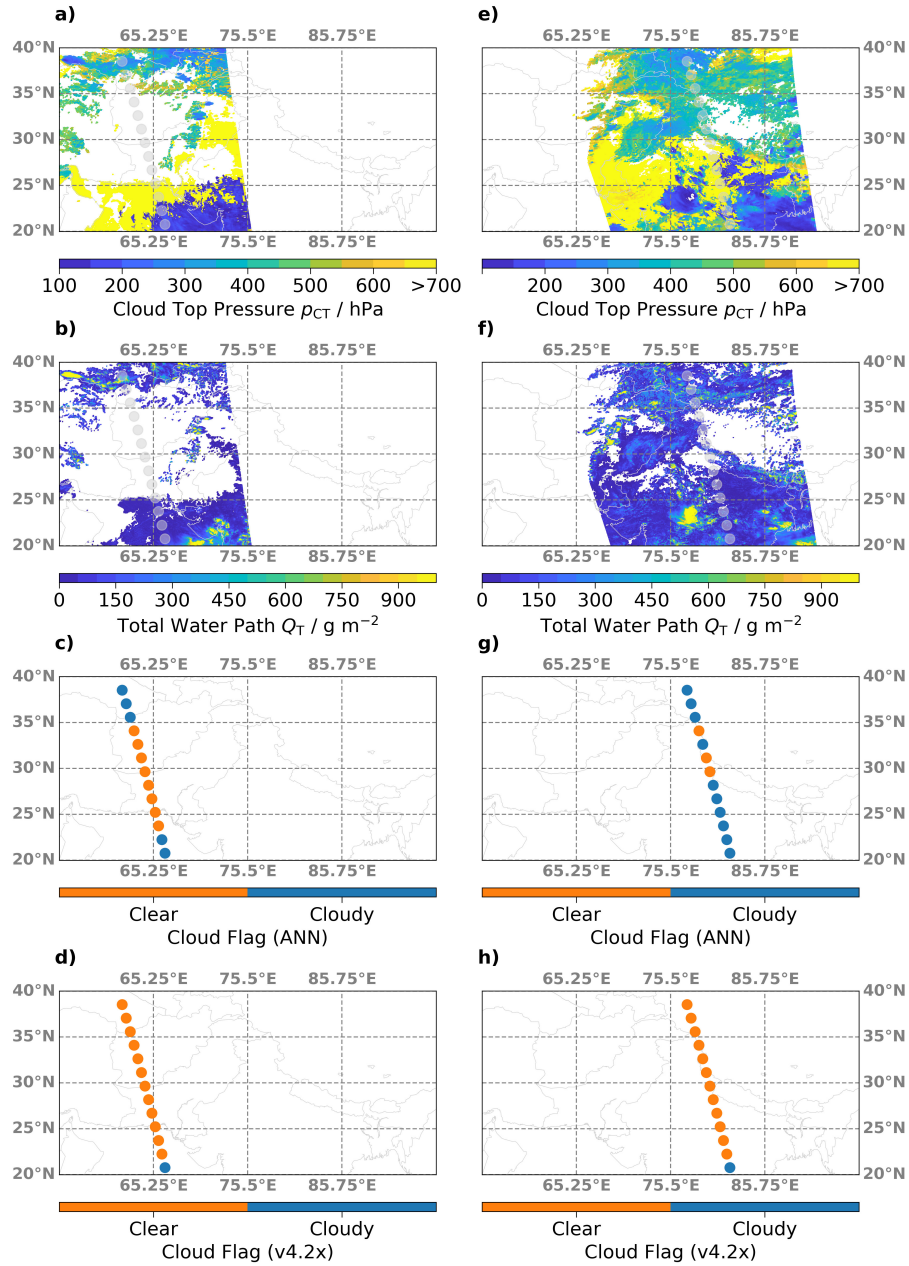 a)
65.25°E 75.5°E 85.75°E
40°N
35°N
30°N
25°N
20°N
65.25°E 75.5°E 85.75°E
100 200 300 400 500 600 >700
Cloud Top Pressure p_CT / hPa
b)
65.25°E 75.5°E 85.75°E
40°N
35°N
30°N
25°N
20°N
65.25°E 75.5°E 85.75°E
0 150 300 450 600 750 900
Total Water Path Q_T / g m⁻²
c)
65.25°E 75.5°E 85.75°E
40°N
35°N
30°N
25°N
20°N
65.25°E 75.5°E 85.75°E
Clear Cloudy
Cloud Flag (ANN)
d)
65.25°E 75.5°E 85.75°E
40°N
35°N
30°N
25°N
20°N
65.25°E 75.5°E 85.75°E
Clear Cloudy
Cloud Flag (v4.2x)
e)
65.25°E 75.5°E 85.75°E
40°N
35°N
30°N
25°N
20°N
65.25°E 75.5°E 85.75°E
200 300 400 500 600 >700
Cloud Top Pressure p_CT / hPa
f)
65.25°E 75.5°E 85.75°E
40°N
35°N
30°N
25°N
20°N
65.25°E 75.5°E 85.75°E
0 150 300 450 600 750 900
Total Water Path Q_T / g m⁻²
g)
65.25°E 75.5°E 85.75°E
40°N
35°N
30°N
25°N
20°N
65.25°E 75.5°E 85.75°E
Clear Cloudy
Cloud Flag (ANN)
h)
65.25°E 75.5°E 85.75°E
40°N
35°N
30°N
25°N
20°N
65.25°E 75.5°E 85.75°E
Clear Cloudy
Cloud Flag (v4.2x)